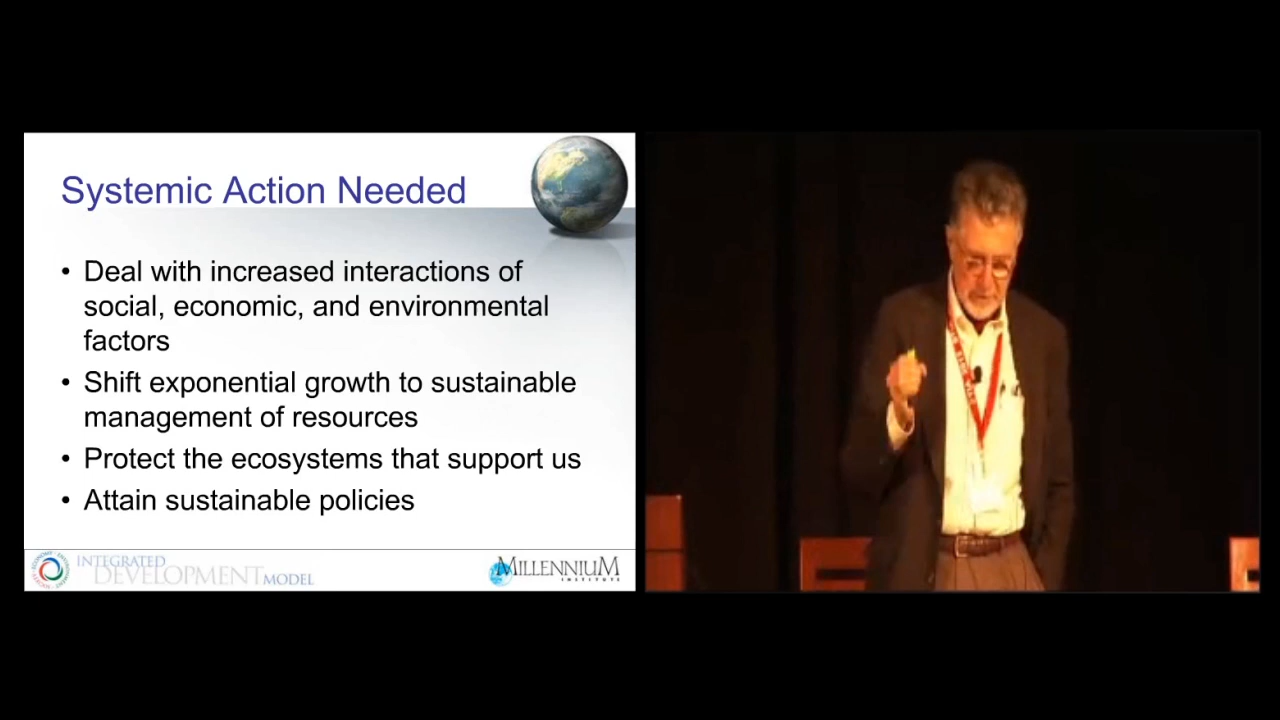 Systemic Action Needed
• Deal with increased interactions of
social, economic, and environmental
factors
• Shift exponential growth to sustainable
management of resources
• Protect the ecosystems that support us
• Attain sustainable policies
INTEGRATED
DEVELOPMENT MODEL
MILLENNIUM
INSTITUTE